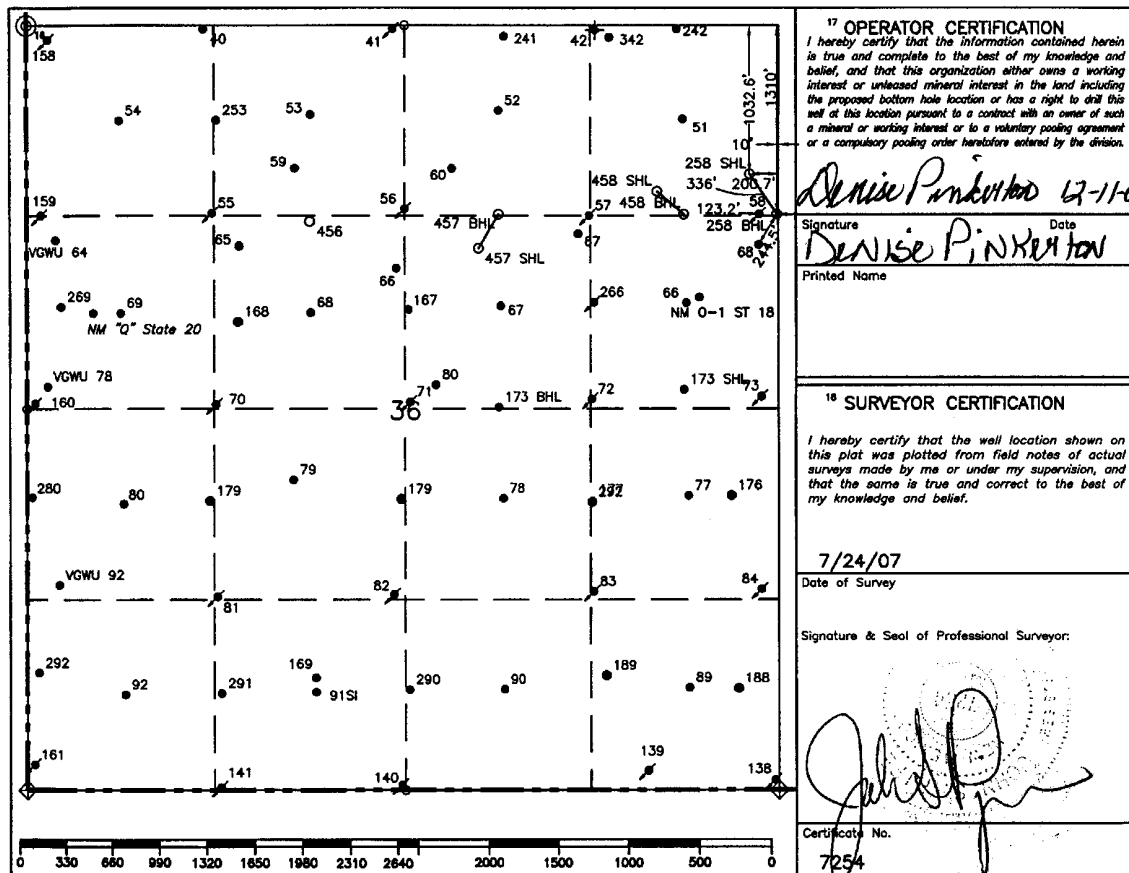 158
40
41
241
42
342
242
54
253
53
52
51
1032.6'
1310'
10'
59
60
258 SHL
458 SHL
336'
200.7'
159
55
56
457 BHL
458 BHL
57
123.2'
58
258 BHL
456
VGWU 64
65
457 SHL
67
68
244.5'
66
269
69
NM "Q" State 20
168
68
167
67
266
66
NM O-1 ST 18
VGWU 78
160
70
71
80
36
173 BHL
72
173 SHL
73
280
80
179
79
179
78
292
77
176
VGWU 92
81
82
83
84
292
92
291
169
91SI
290
90
189
89
188
161
141
140
139
138
0 330 660 990 1320 1650 1980 2310 2640 2000 1500 1000 500 0
17 OPERATOR CERTIFICATION
I hereby certify that the information contained herein
is true and complete to the best of my knowledge and
belief, and that this organization either owns a working
interest or unleased mineral interest in the land including
the proposed bottom hole location or has a right to drill this
well at this location pursuant to a contract with an owner of such
a mineral or working interest or to a voluntary pooling agreement
or a compulsory pooling order heretofore entered by the division.
Denise Pinkerton 12-11-0
Signature Date
Denise Pinkerton
Printed Name
18 SURVEYOR CERTIFICATION
I hereby certify that the well location shown on
this plat was plotted from field notes of actual
surveys made by me or under my supervision, and
that the same is true and correct to the best of
my knowledge and belief.
7/24/07
Date of Survey
Signature & Seal of Professional Surveyor:
Certificate No.
7254